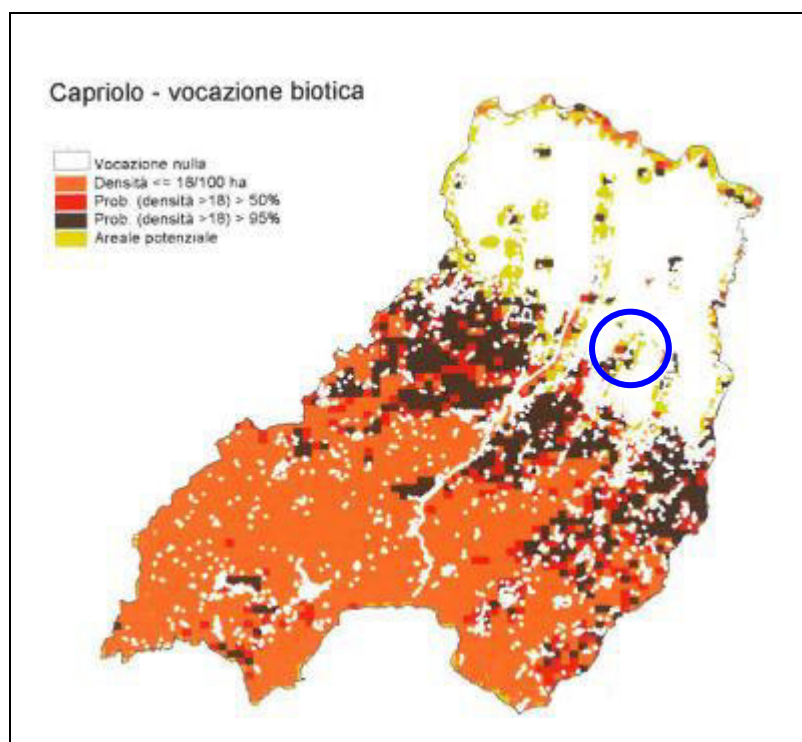 Capriolo - vocazione biotica
Vocazione nulla
Densità <= 18/100 ha
Prob. (densità >18) > 50%
Prob. (densità >18) > 95%
Areale potenziale